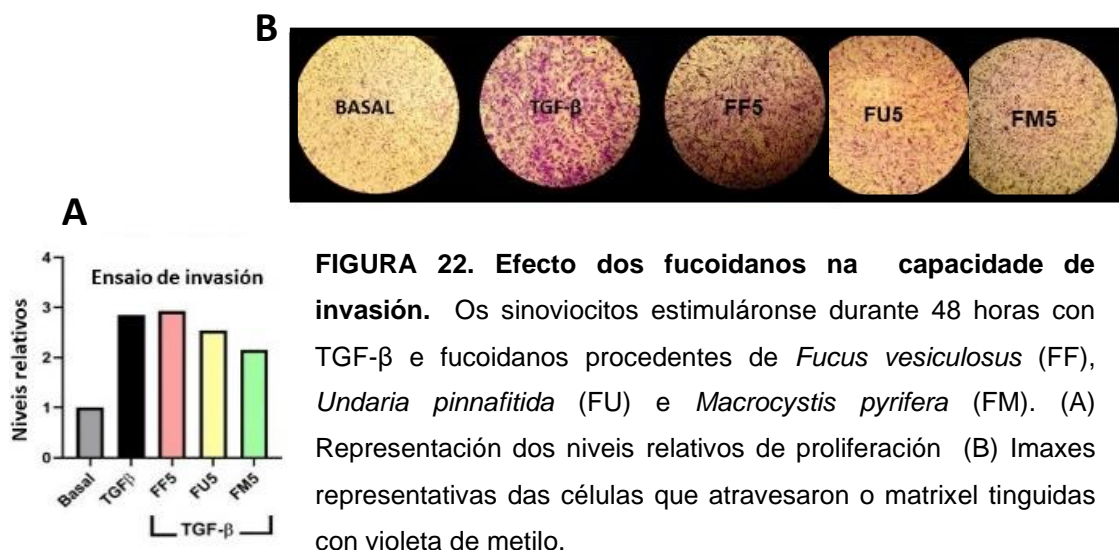 B
BASAL
TGF-β
FF5
FU5
FM5
A
Ensaio de invasión
Niveis relativos
4
3
2
1
0
Basal
TGFβ
FF5
FU5
FM5
TGF-β
FIGURA 22. Efecto dos fucoidanos na capacidade de
invasión. Os sinoviocitos estimuláronse durante 48 horas con
TGF-β e fucoidanos procedentes de Fucus vesiculosus (FF),
Undaria pinnafitida (FU) e Macrocystis pyrifera (FM). (A)
Representación dos niveis relativos de proliferación (B) Imaxes
representativas das células que atravesaron o matrixel tinguidas
con violeta de metilo.